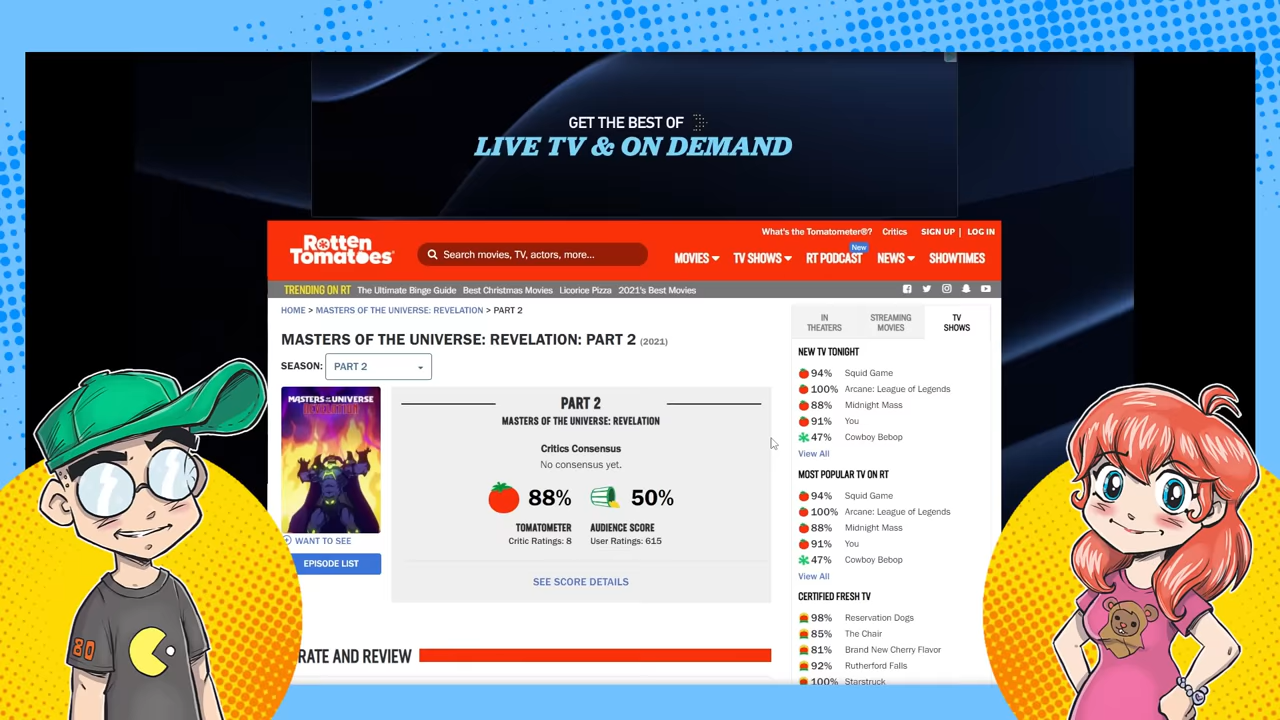 GET THE BEST OF
LIVE TV & ON DEMAND
What's the Tomatometer®? Critics SIGN UP | LOG IN
Rotten
Tomatoes
Search movies, TV, actors, more...
New
MOVIES TV SHOWS RT PODCAST NEWS SHOWTIMES
TRENDING ON RT The Ultimate Binge Guide Best Christmas Movies Licorice Pizza 2021's Best Movies
HOME > MASTERS OF THE UNIVERSE: REVELATION > PART 2
MASTERS OF THE UNIVERSE: REVELATION: PART 2 (2021)
SEASON: PART 2
MASTERS OF THE UNIVERSE
REVELATION
WANT TO SEE
EPISODE LIST
PART 2
MASTERS OF THE UNIVERSE: REVELATION
Critics Consensus
No consensus yet.
88% 50%
TOMATOMETER AUDIENCE SCORE
Critic Ratings: 8 User Ratings: 615
SEE SCORE DETAILS
RATE AND REVIEW
IN THEATERS
STREAMING MOVIES
TV SHOWS
NEW TV TONIGHT
94% Squid Game
100% Arcane: League of Legends
88% Midnight Mass
91% You
47% Cowboy Bebop
View All
MOST POPULAR TV ON RT
94% Squid Game
100% Arcane: League of Legends
88% Midnight Mass
91% You
47% Cowboy Bebop
View All
CERTIFIED FRESH TV
98% Reservation Dogs
85% The Chair
81% Brand New Cherry Flavor
92% Rutherford Falls
100% Starstruck
80